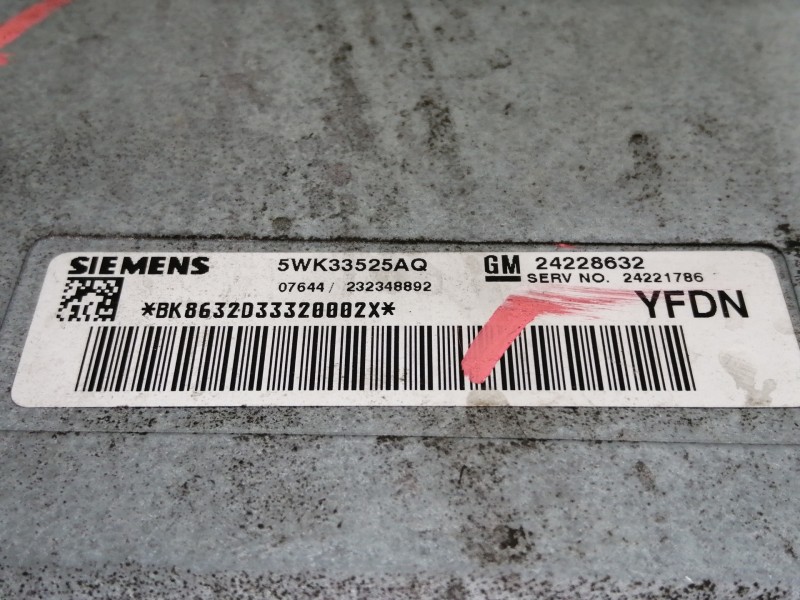 SIEMENS 5WK33525AQ GM 24228632
07644 / 232348892 SERV NO. 24221786
*BK8632D33320002X* YFDN